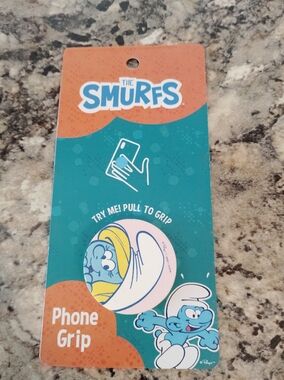 THE
SMURFS
TRY ME! PULL TO GRIP
Phone
Grip